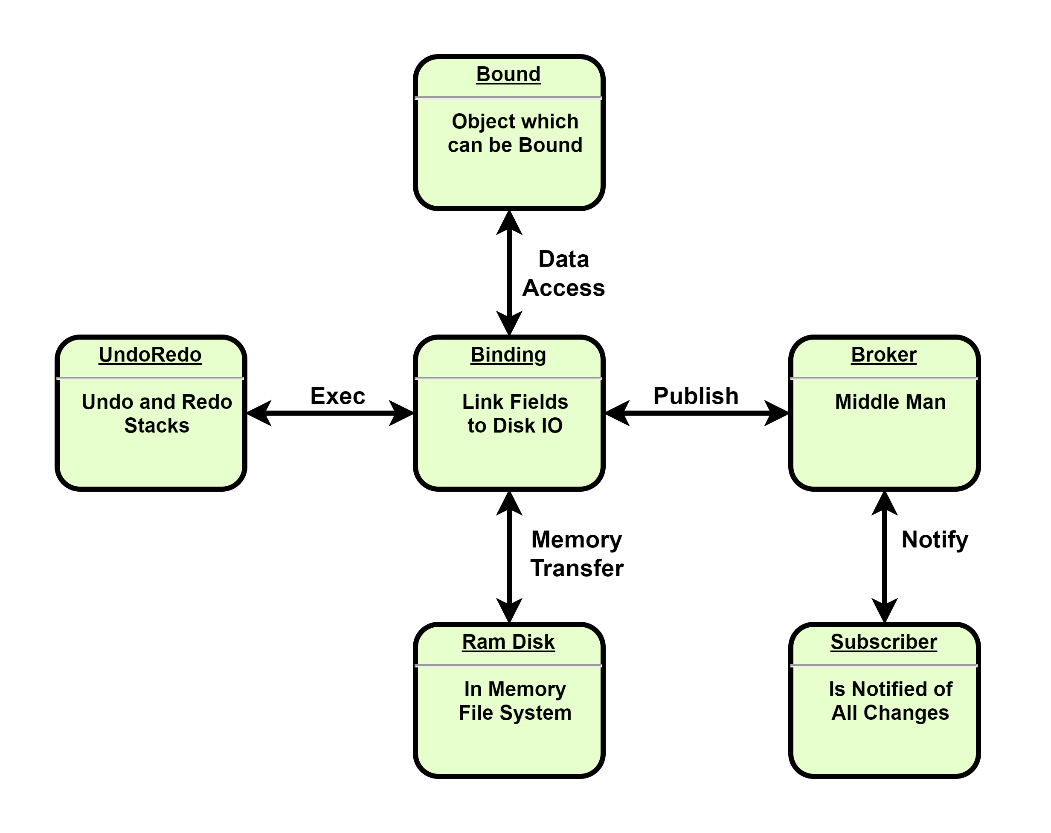 Bound
Object which
can be Bound
Data
Access
UndoRedo
Undo and Redo
Stacks
Exec
Binding
Link Fields
to Disk IO
Publish
Broker
Middle Man
Memory
Transfer
Notify
Ram Disk
In Memory
File System
Subscriber
Is Notified of
All Changes